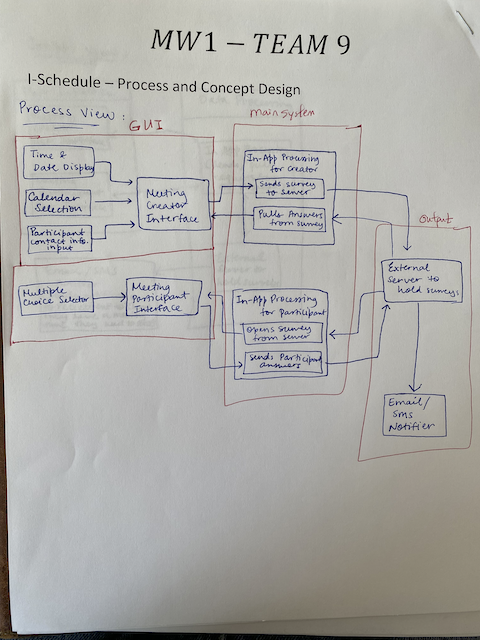 MW1 – TEAM 9
I-Schedule – Process and Concept Design
Process View:
GUI
main system
Time &
Date Display
Calendar
Selection
Participant
contact info.
input
Meeting
Creator
Interface
In-App Processing
for Creator
Sends survey
to server
Pulls Answers
from survey
Output
External
Server to
hold surveys
Multiple
Choice Selector
Meeting
Participant
Interface
In-App Processing
for participant
opens survey
from server
Sends Participant
answers
Email/
SMS
Notifier